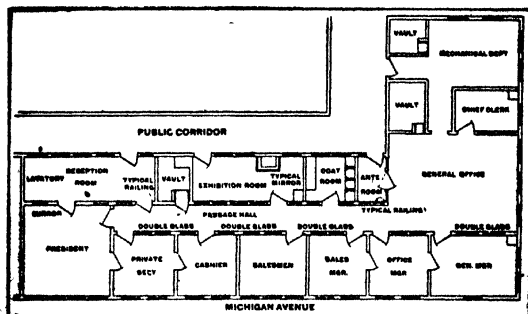 VAULT
MECHANICAL DEPT
VAULT
CHIEF CLERK
PUBLIC CORRIDOR
LAVATORY
RECEPTION
ROOM
TYPICAL
RAILING
VAULT
EXHIBITION ROOM
TYPICAL
MIRROR
COAT
ROOM
ANTE
ROOM
GENERAL OFFICE
MIRROR
PASSAGE HALL
TYPICAL RAILING
DOUBLE GLASS
DOUBLE GLASS
DOUBLE GLASS
DOUBLE GLASS
PRESIDENT
PRIVATE
SECY
CASHIER
SALESMEN
SALES
MGR.
OFFICE
MGR
GEN. MGR
MICHIGAN AVENUE